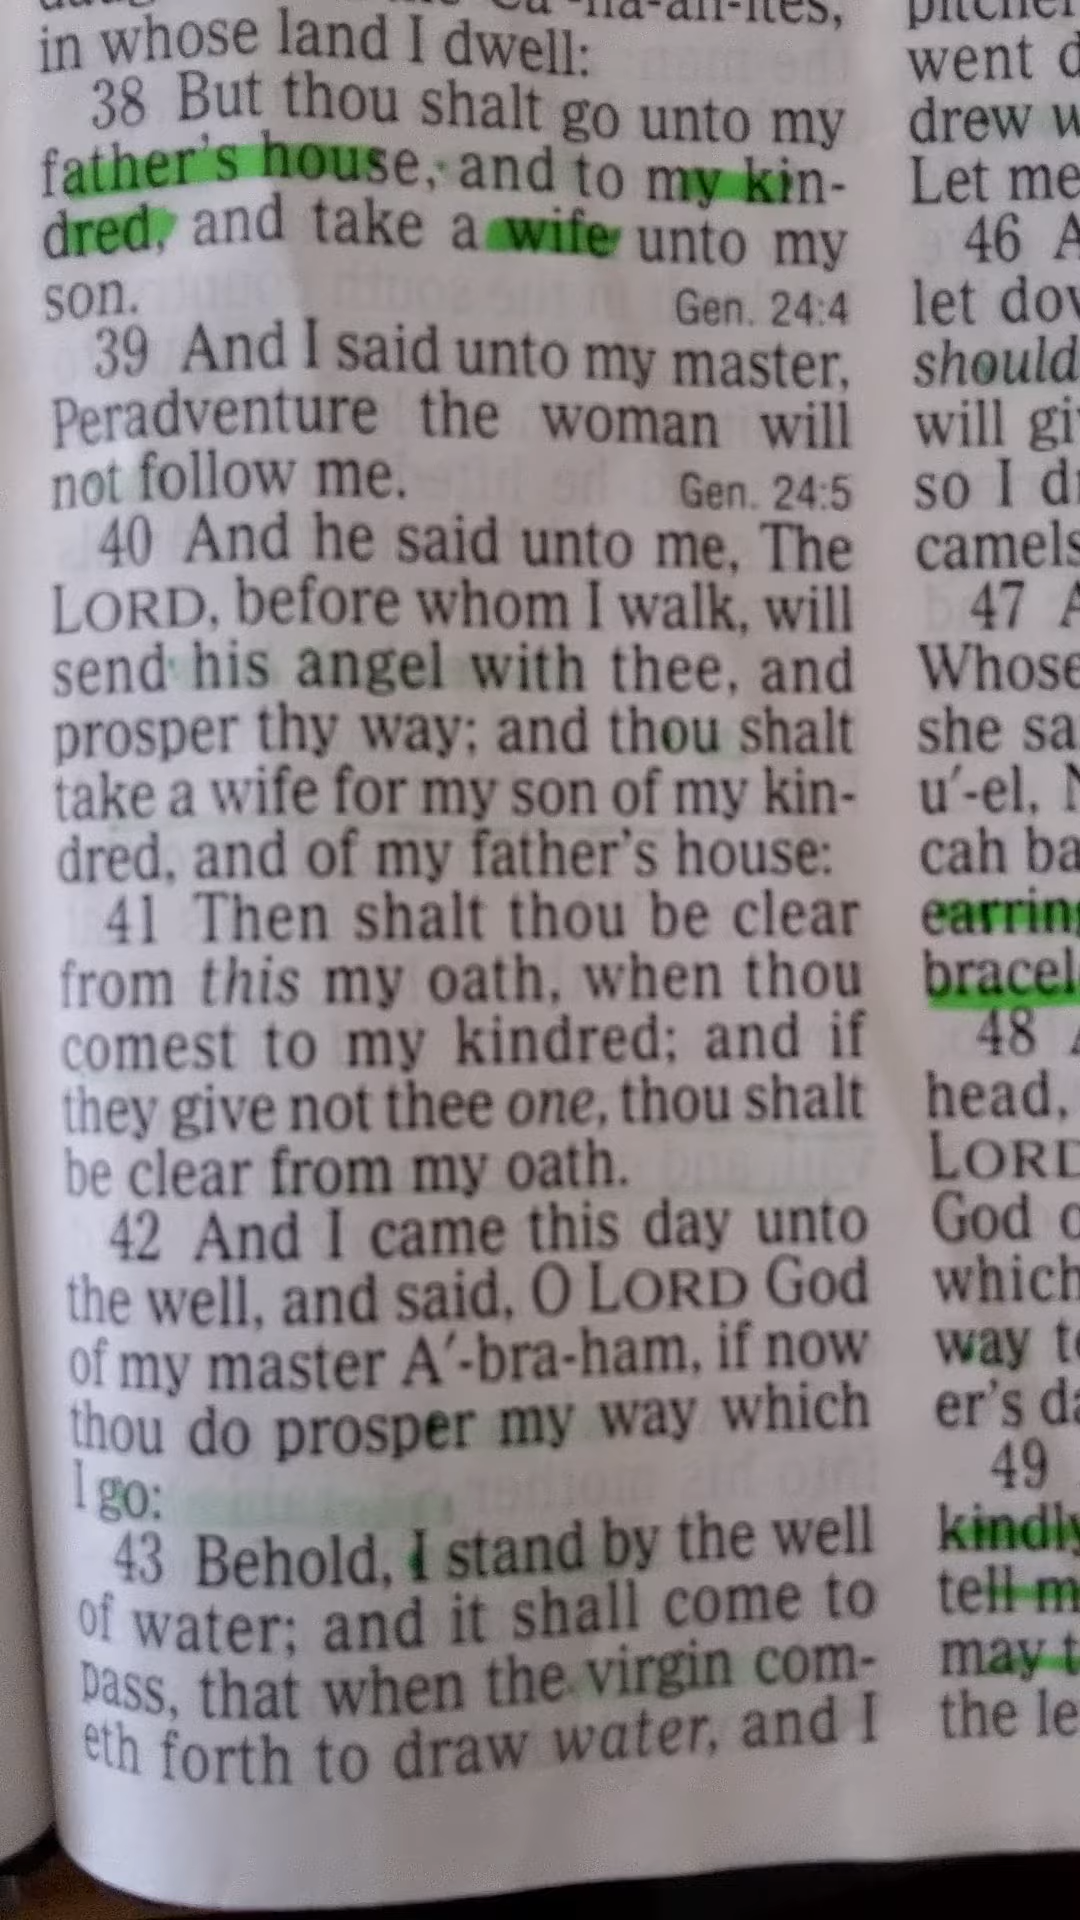 in whose land I dwell:
38 But thou shalt go unto my
father's house, and to my kin-
dred, and take a wife unto my
son. Gen. 24:4
39 And I said unto my master,
Peradventure the woman will
not follow me. Gen. 24:5
40 And he said unto me, The
LORD, before whom I walk, will
send his angel with thee, and
prosper thy way; and thou shalt
take a wife for my son of my kin-
dred, and of my father's house:
41 Then shalt thou be clear
from this my oath, when thou
comest to my kindred; and if
they give not thee one, thou shalt
be clear from my oath.
42 And I came this day unto
the well, and said, O LORD God
of my master A′-bra-ham, if now
thou do prosper my way which
I go:
43 Behold, I stand by the well
of water; and it shall come to
pass, that when the virgin com-
eth forth to draw water, and I
went
drew
Let me
46
let
should
will
so I
camels
47
Whose
she
u′-el,
cah
48
head,
LORD
God
which
way
er's
49
tell
may
the